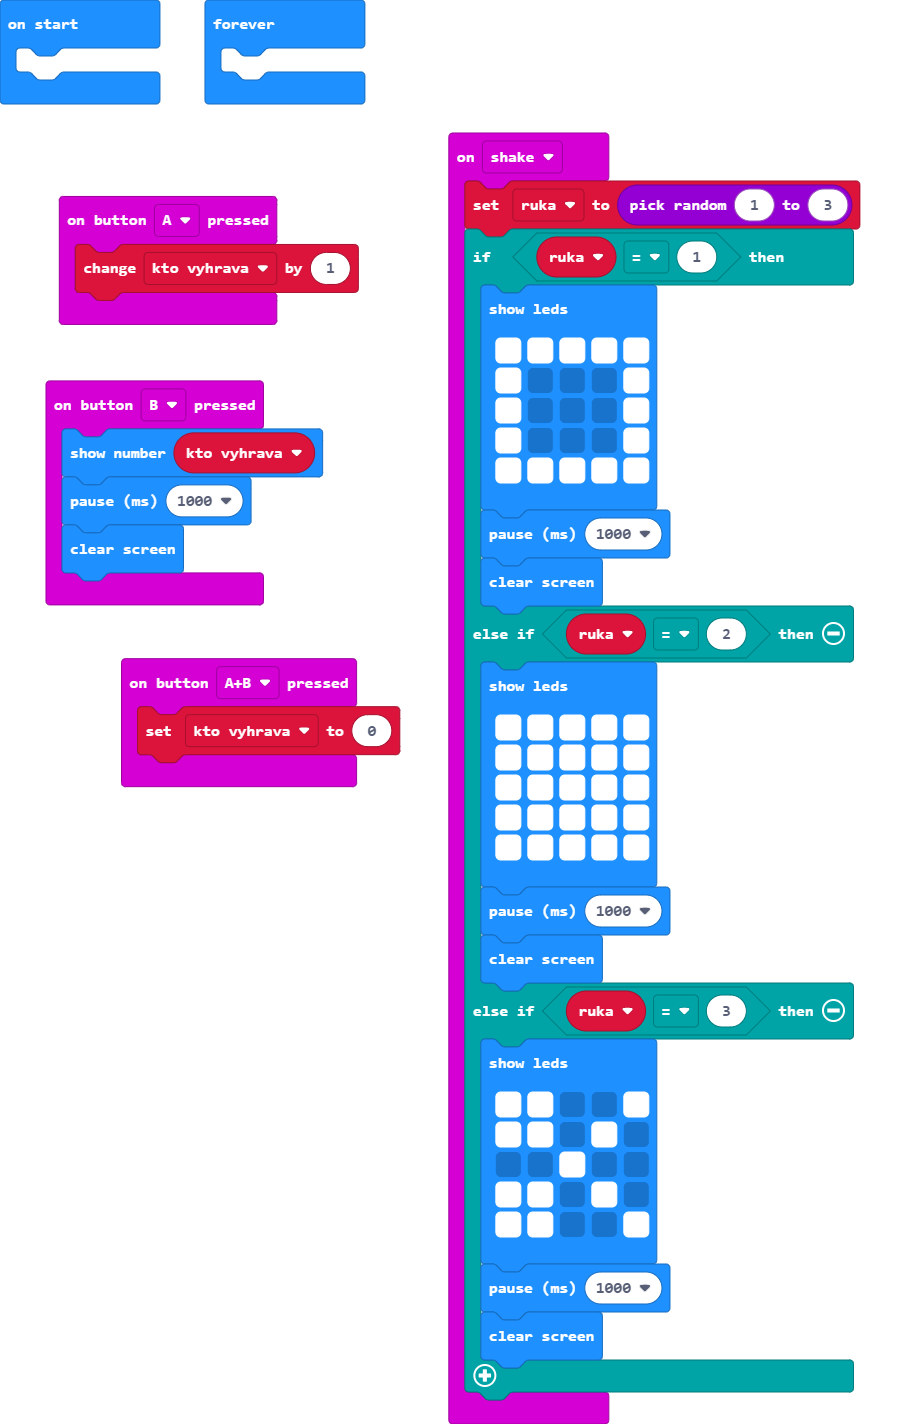 on start
forever
on button A pressed
change kto vyhrava by 1
on button B pressed
show number kto vyhrava
pause (ms) 1000
clear screen
on button A+B pressed
set kto vyhrava to 0
on shake
set ruka to pick random 1 to 3
if ruka = 1 then
show leds
pause (ms) 1000
clear screen
else if ruka = 2 then
show leds
pause (ms) 1000
clear screen
else if ruka = 3 then
show leds
pause (ms) 1000
clear screen